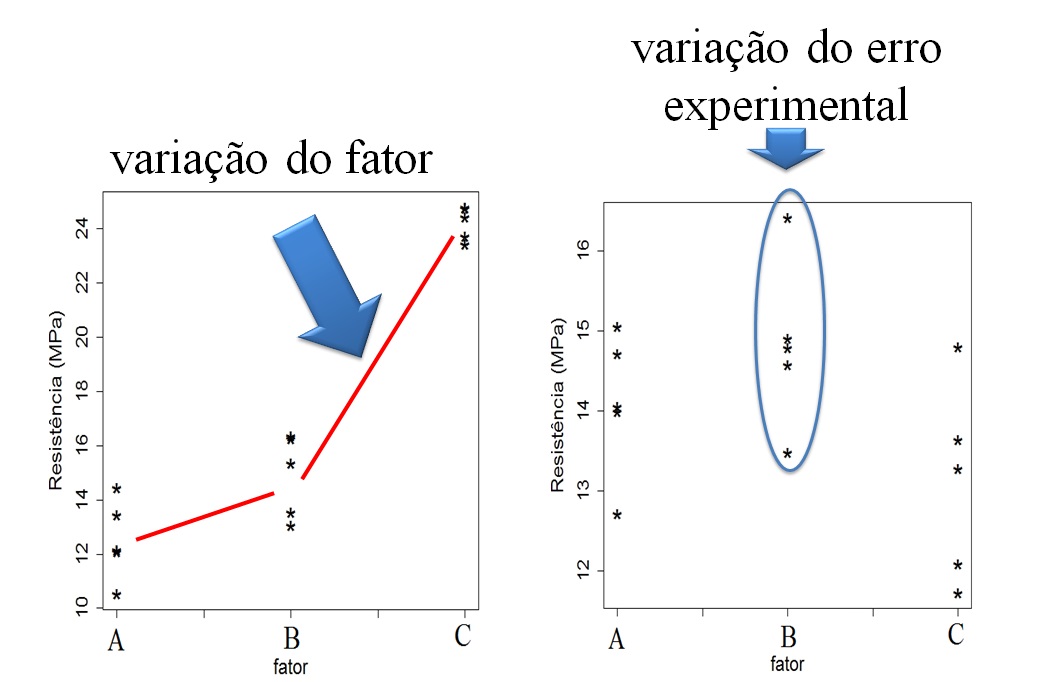 variação do fator
24
22
20
18
16
14
12
10
Resistência (MPa)
A
B
C
fator
variação do erro
experimental
16
15
14
13
12
Resistência (MPa)
A
B
C
fator